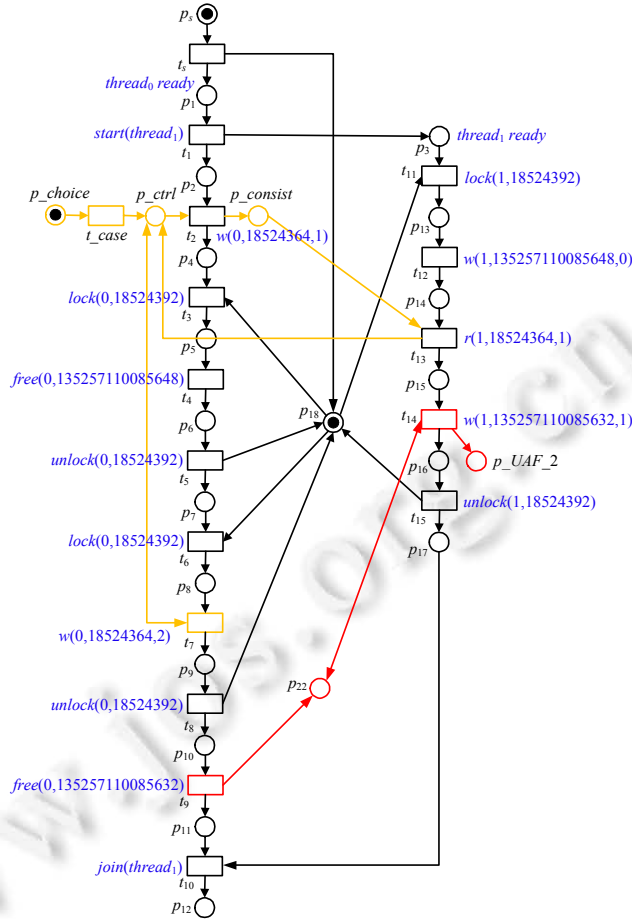 p_s
t_s
thread_0 ready
p_1
start(thread_1)
t_1
p_3
thread_1 ready
p_2
t_11
lock(1,18524392)
p_choice
p_ctrl
p_consist
t_case
t_2
w(0,18524364,1)
p_13
p_4
t_12
w(1,135257110085648,0)
lock(0,18524392)
t_3
p_14
p_5
r(1,18524364,1)
t_13
free(0,135257110085648)
t_4
p_15
p_6
p_18
t_14
w(1,135257110085632,1)
unlock(0,18524392)
t_5
p_16
p_UAF_2
p_7
t_15
unlock(1,18524392)
lock(0,18524392)
t_6
p_17
p_8
w(0,18524364,2)
t_7
p_9
p_22
unlock(0,18524392)
t_8
p_10
free(0,135257110085632)
t_9
p_11
join(thread_1)
t_10
p_12
www.jos.org.cn